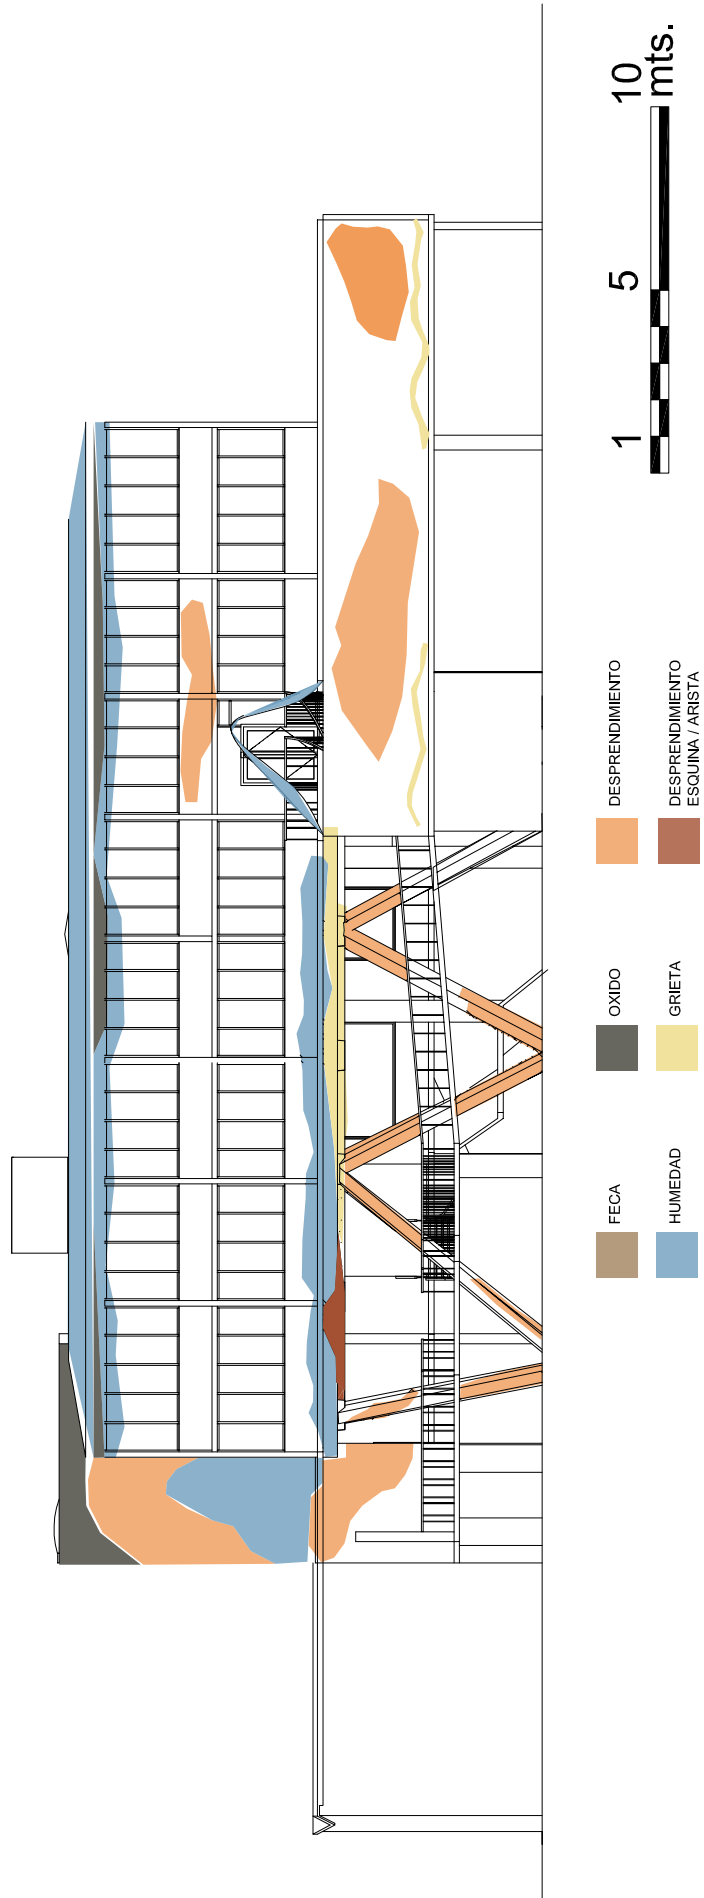 1 5 10
mts.
FECA
OXIDO
DESPRENDIMIENTO
HUMEDAD
GRIETA
DESPRENDIMIENTO
ESQUINA / ARISTA